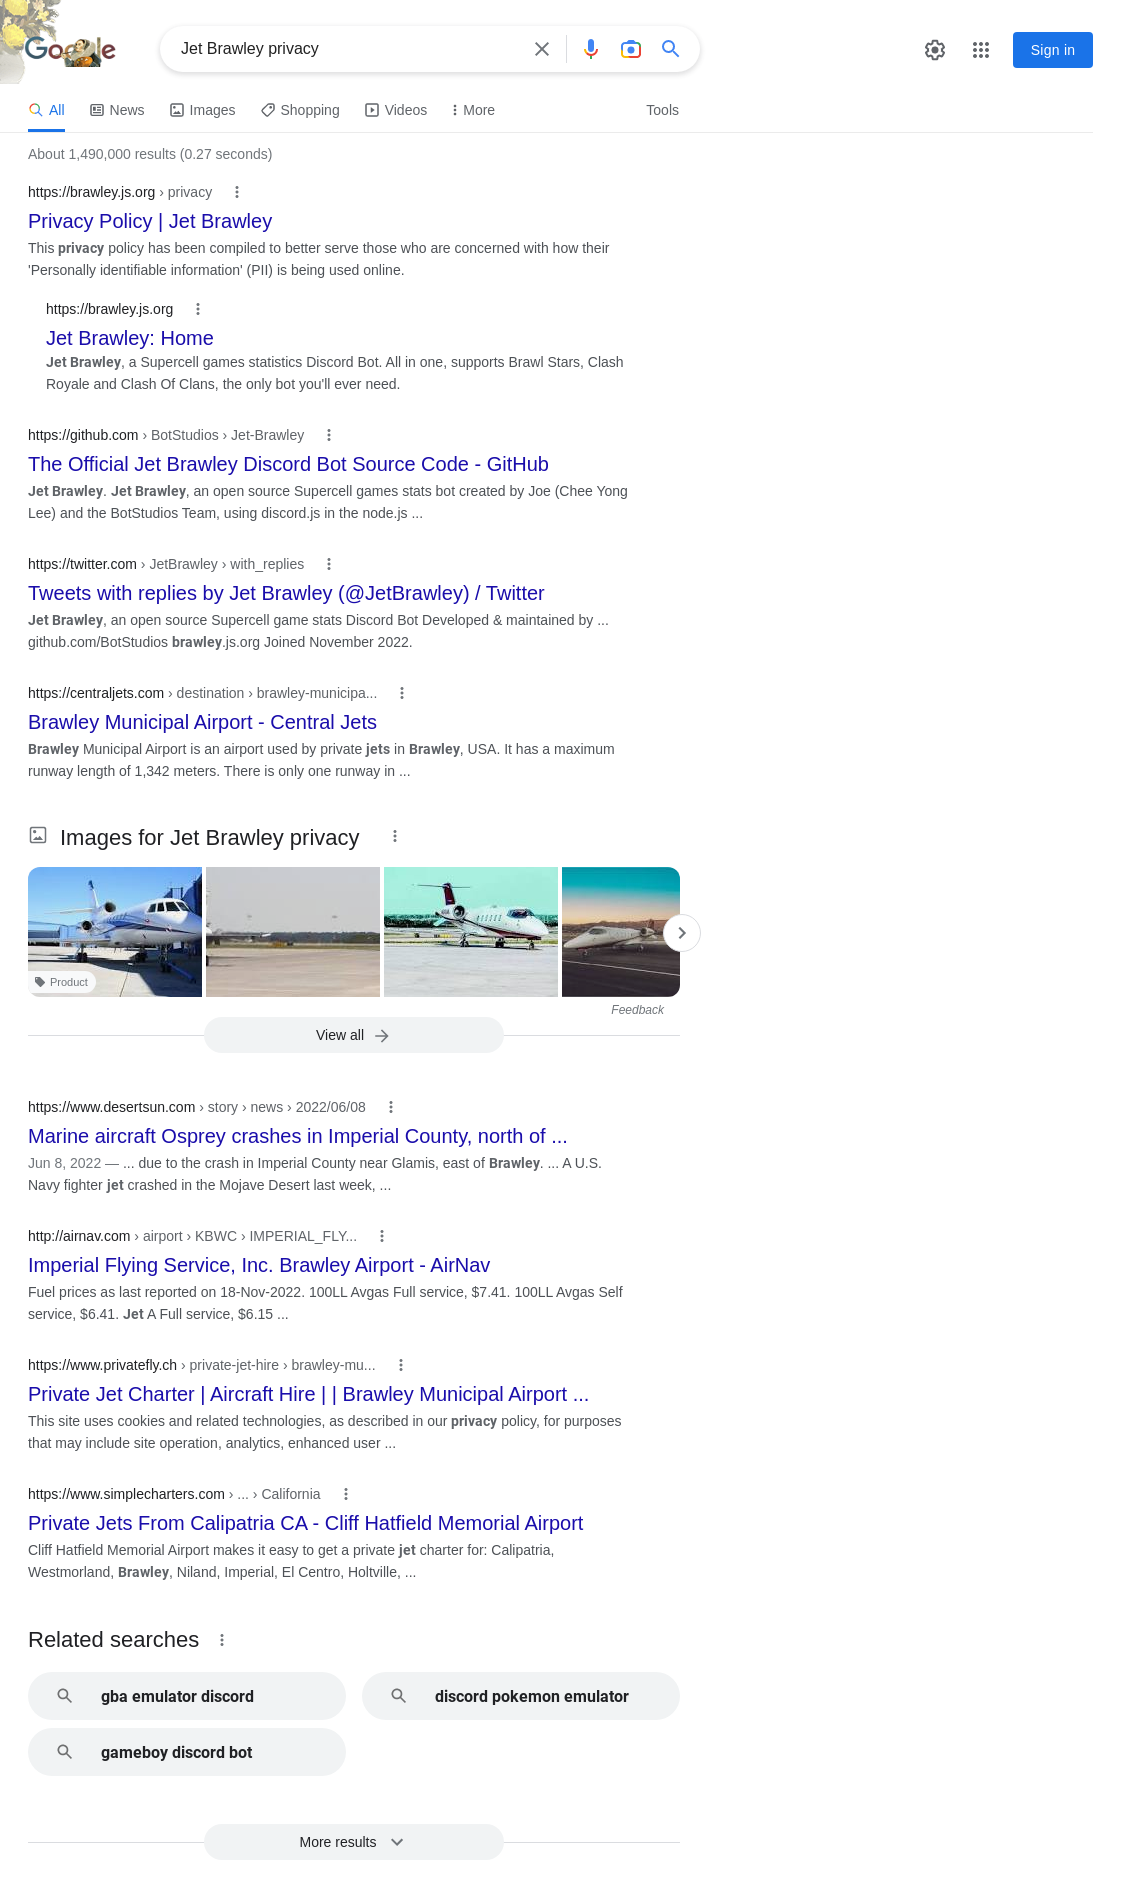 Google
Jet Brawley privacy
Sign in
All News Images Shopping Videos More Tools
About 1,490,000 results (0.27 seconds)
https://brawley.js.org › privacy
Privacy Policy | Jet Brawley
This privacy policy has been compiled to better serve those who are concerned with how their
'Personally identifiable information' (PII) is being used online.
https://brawley.js.org
Jet Brawley: Home
Jet Brawley, a Supercell games statistics Discord Bot. All in one, supports Brawl Stars, Clash
Royale and Clash Of Clans, the only bot you'll ever need.
https://github.com › BotStudios › Jet-Brawley
The Official Jet Brawley Discord Bot Source Code - GitHub
Jet Brawley. Jet Brawley, an open source Supercell games stats bot created by Joe (Chee Yong
Lee) and the BotStudios Team, using discord.js in the node.js ...
https://twitter.com › JetBrawley › with_replies
Tweets with replies by Jet Brawley (@JetBrawley) / Twitter
Jet Brawley, an open source Supercell game stats Discord Bot Developed & maintained by ...
github.com/BotStudios brawley.js.org Joined November 2022.
https://centraljets.com › destination › brawley-municipa...
Brawley Municipal Airport - Central Jets
Brawley Municipal Airport is an airport used by private jets in Brawley, USA. It has a maximum
runway length of 1,342 meters. There is only one runway in ...
Images for Jet Brawley privacy
Product
Feedback
View all
https://www.desertsun.com › story › news › 2022/06/08
Marine aircraft Osprey crashes in Imperial County, north of ...
Jun 8, 2022 — ... due to the crash in Imperial County near Glamis, east of Brawley. ... A U.S.
Navy fighter jet crashed in the Mojave Desert last week, ...
http://airnav.com › airport › KBWC › IMPERIAL_FLY...
Imperial Flying Service, Inc. Brawley Airport - AirNav
Fuel prices as last reported on 18-Nov-2022. 100LL Avgas Full service, $7.41. 100LL Avgas Self
service, $6.41. Jet A Full service, $6.15 ...
https://www.privatefly.ch › private-jet-hire › brawley-mu...
Private Jet Charter | Aircraft Hire | | Brawley Municipal Airport ...
This site uses cookies and related technologies, as described in our privacy policy, for purposes
that may include site operation, analytics, enhanced user ...
https://www.simplecharters.com › ... › California
Private Jets From Calipatria CA - Cliff Hatfield Memorial Airport
Cliff Hatfield Memorial Airport makes it easy to get a private jet charter for: Calipatria,
Westmorland, Brawley, Niland, Imperial, El Centro, Holtville, ...
Related searches
gba emulator discord
discord pokemon emulator
gameboy discord bot
More results